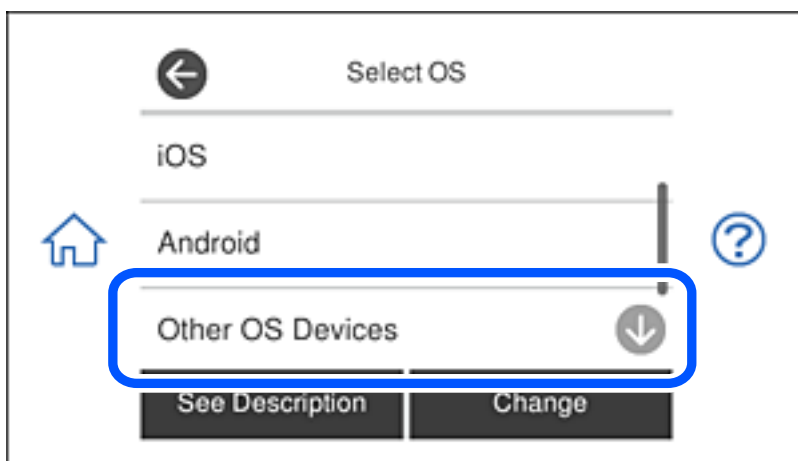 Select OS
iOS
Android
Other OS Devices
See Description Change